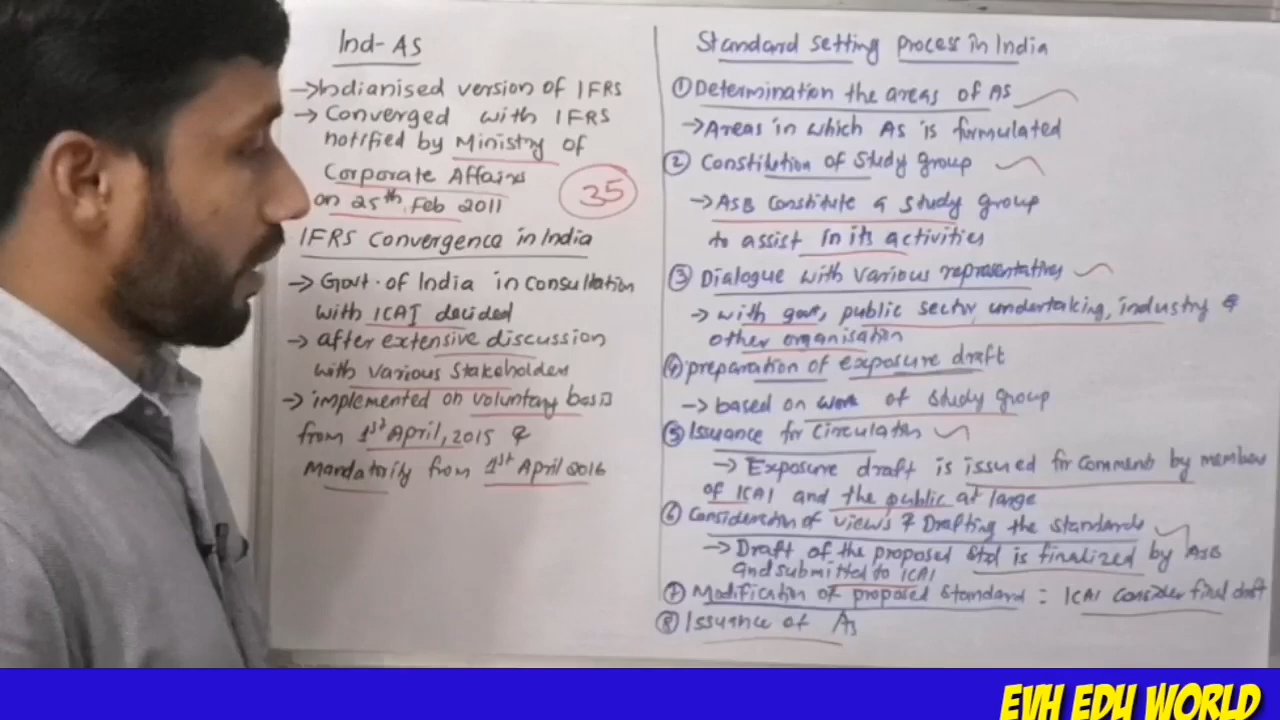 Ind-AS
→ Indianised version of IFRS
→ Converged with IFRS
notified by Ministry of
Corporate Affairs
on 25th Feb 2011
35
IFRS Convergence in India
→ Govt. of India in consultation
with ICAI decided
→ after extensive discussion
with various stakeholders
→ implemented on voluntary basis
from 1st April, 2015 &
Mandatorily from 1st April 2016
Standard setting process in India
① Determination the areas of AS
→ Areas in which AS is formulated
② Constitution of study group
→ ASB constitute a study group
to assist in its activities
③ Dialogue with various representatives
→ with govt, public sector undertaking, industry &
other organisation
④ preparation of exposure draft
→ based on work of study group
⑤ Issuance for circulation
→ Exposure draft is issued for comments by members
of ICAI and the public at large
⑥ Consideration of views & Drafting the standards
→ Draft of the proposed std is finalized by ASB
and submitted to ICAI
⑦ Modification of proposed standard = ICAI consider final draft
⑧ Issuance of As
EVH EDU WORLD